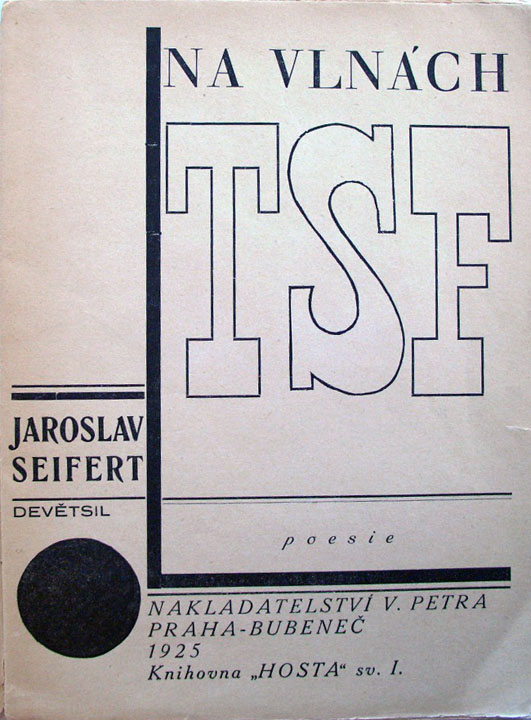 NA VLNÁCH
TSF
JAROSLAV
SEIFERT
DEVĚTSIL
poesie
NAKLADATELSTVÍ V. PETRA
PRAHA-BUBENEČ
1925
Knihovna „HOSTA“ sv. I.